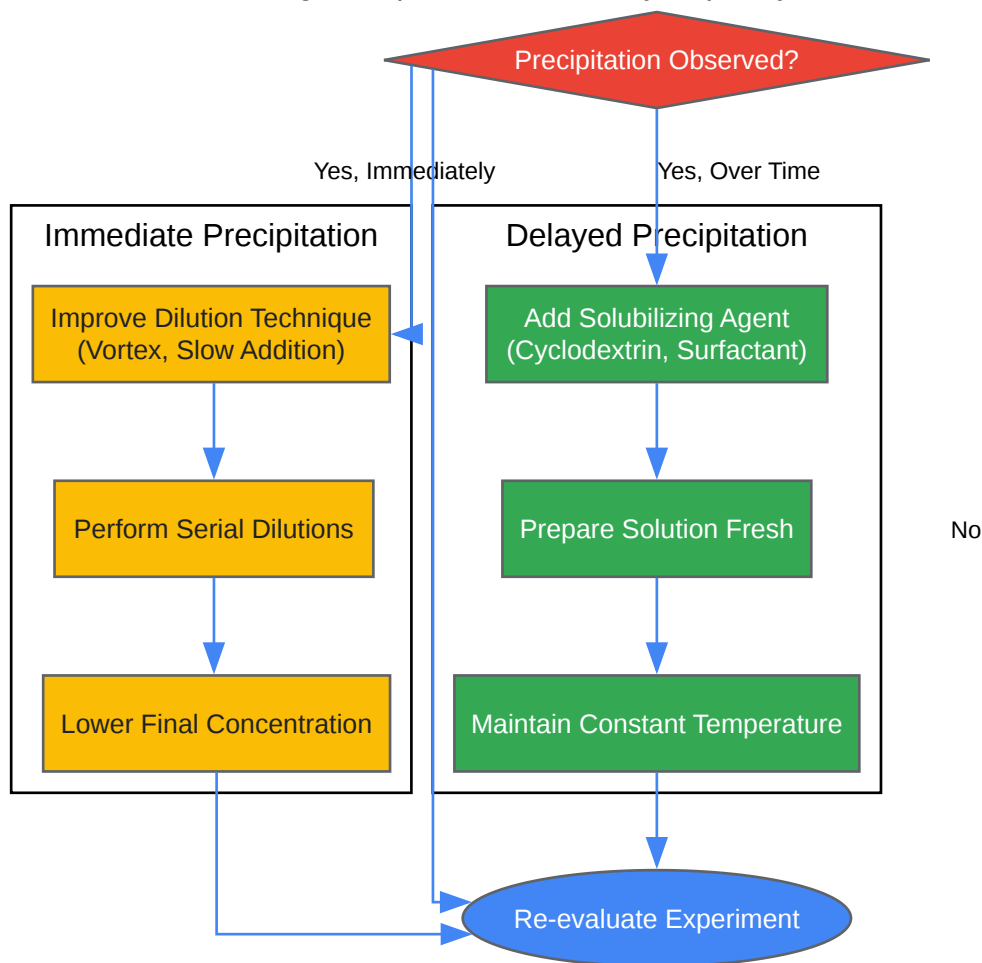 Precipitation Observed?
Yes, Immediately
Yes, Over Time
Immediate Precipitation
Delayed Precipitation
Improve Dilution Technique
(Vortex, Slow Addition)
Add Solubilizing Agent
(Cyclodextrin, Surfactant)
Perform Serial Dilutions
Prepare Solution Fresh
No
Lower Final Concentration
Maintain Constant Temperature
Re-evaluate Experiment